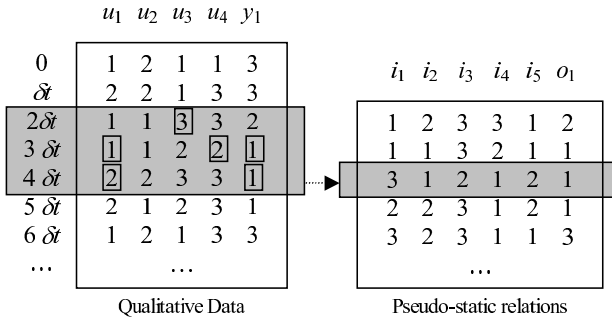 u1 u2 u3 u4 y1
0 1 2 1 1 3
δt 2 2 1 3 3
2δt 1 1 3 3 2
3 δt 1 1 2 2 1
4 δt 2 2 3 3 1
5 δt 2 1 2 3 1
6 δt 1 2 1 3 3
... ...
Qualitative Data
i1 i2 i3 i4 i5 o1
1 2 3 3 1 2
1 1 3 2 1 1
3 1 2 1 2 1
2 2 3 1 2 1
3 2 3 1 1 3
...
Pseudo-static relations